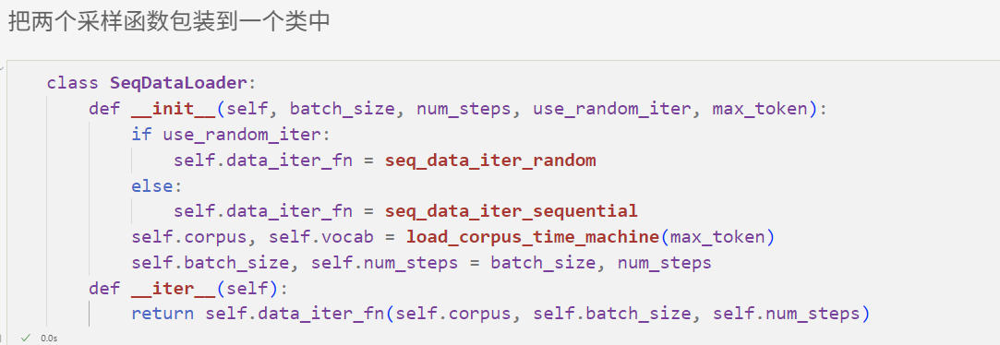 把两个采样函数包装到一个类中
class SeqDataLoader:
    def __init__(self, batch_size, num_steps, use_random_iter, max_token):
        if use_random_iter:
            self.data_iter_fn = seq_data_iter_random
        else:
            self.data_iter_fn = seq_data_iter_sequential
        self.corpus, self.vocab = load_corpus_time_machine(max_token)
        self.batch_size, self.num_steps = batch_size, num_steps
    def __iter__(self):
        return self.data_iter_fn(self.corpus, self.batch_size, self.num_steps)
0.0s